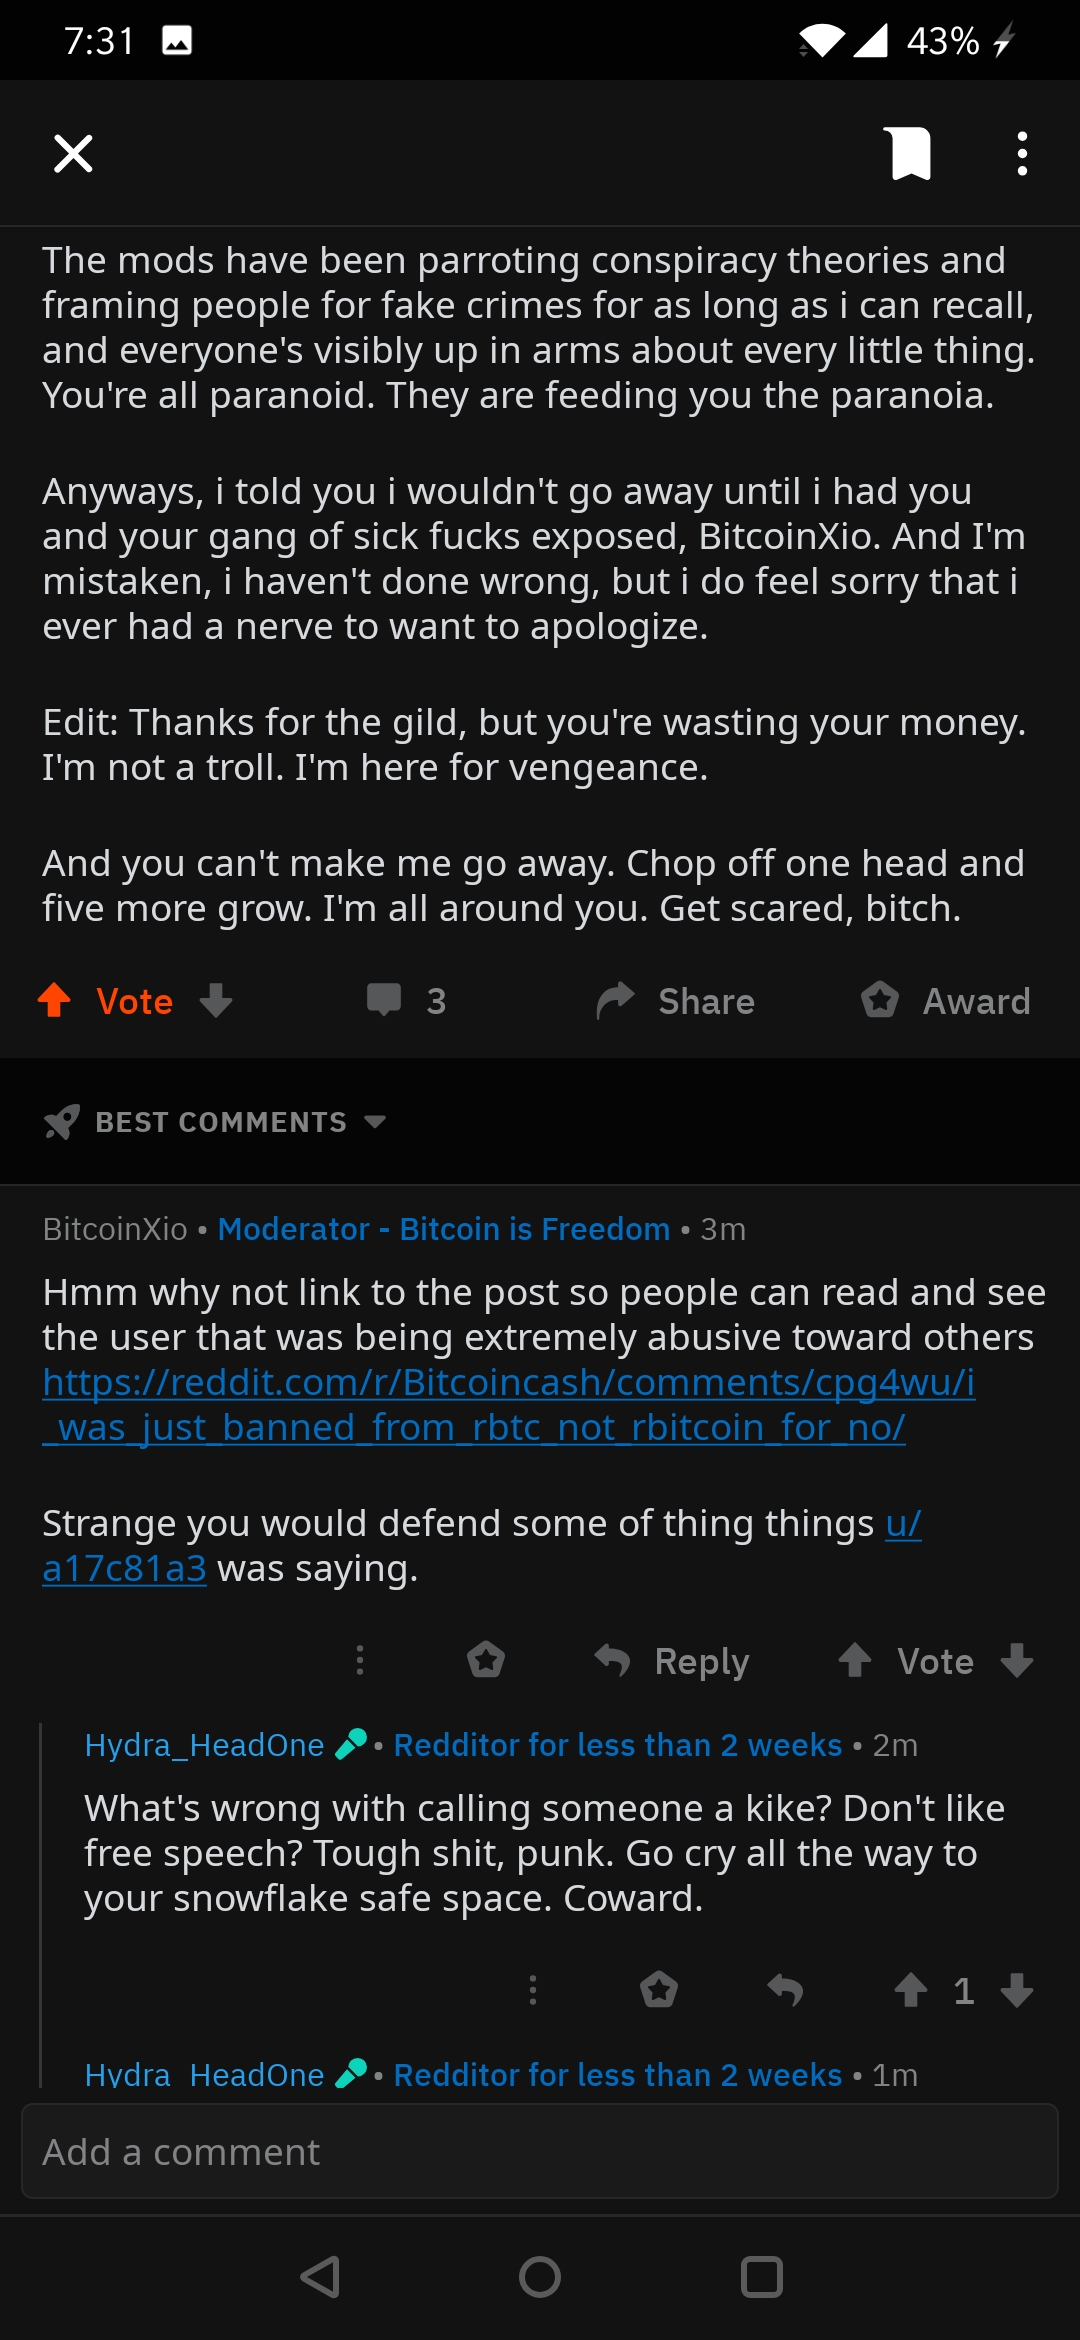 7:31
43%
The mods have been parroting conspiracy theories and
framing people for fake crimes for as long as i can recall,
and everyone's visibly up in arms about every little thing.
You're all paranoid. They are feeding you the paranoia.
Anyways, i told you i wouldn't go away until i had you
and your gang of sick fucks exposed, BitcoinXio. And I'm
mistaken, i haven't done wrong, but i do feel sorry that i
ever had a nerve to want to apologize.
Edit: Thanks for the gild, but you're wasting your money.
I'm not a troll. I'm here for vengeance.
And you can't make me go away. Chop off one head and
five more grow. I'm all around you. Get scared, bitch.
Vote 3 Share Award
BEST COMMENTS
BitcoinXio • Moderator - Bitcoin is Freedom • 3m
Hmm why not link to the post so people can read and see
the user that was being extremely abusive toward others
https://reddit.com/r/Bitcoincash/comments/cpg4wu/i
_was_just_banned_from_rbtc_not_rbitcoin_for_no/
Strange you would defend some of thing things u/
a17c81a3 was saying.
Reply Vote
Hydra_HeadOne • Redditor for less than 2 weeks • 2m
What's wrong with calling someone a kike? Don't like
free speech? Tough shit, punk. Go cry all the way to
your snowflake safe space. Coward.
1
Hydra_HeadOne • Redditor for less than 2 weeks • 1m
Add a comment